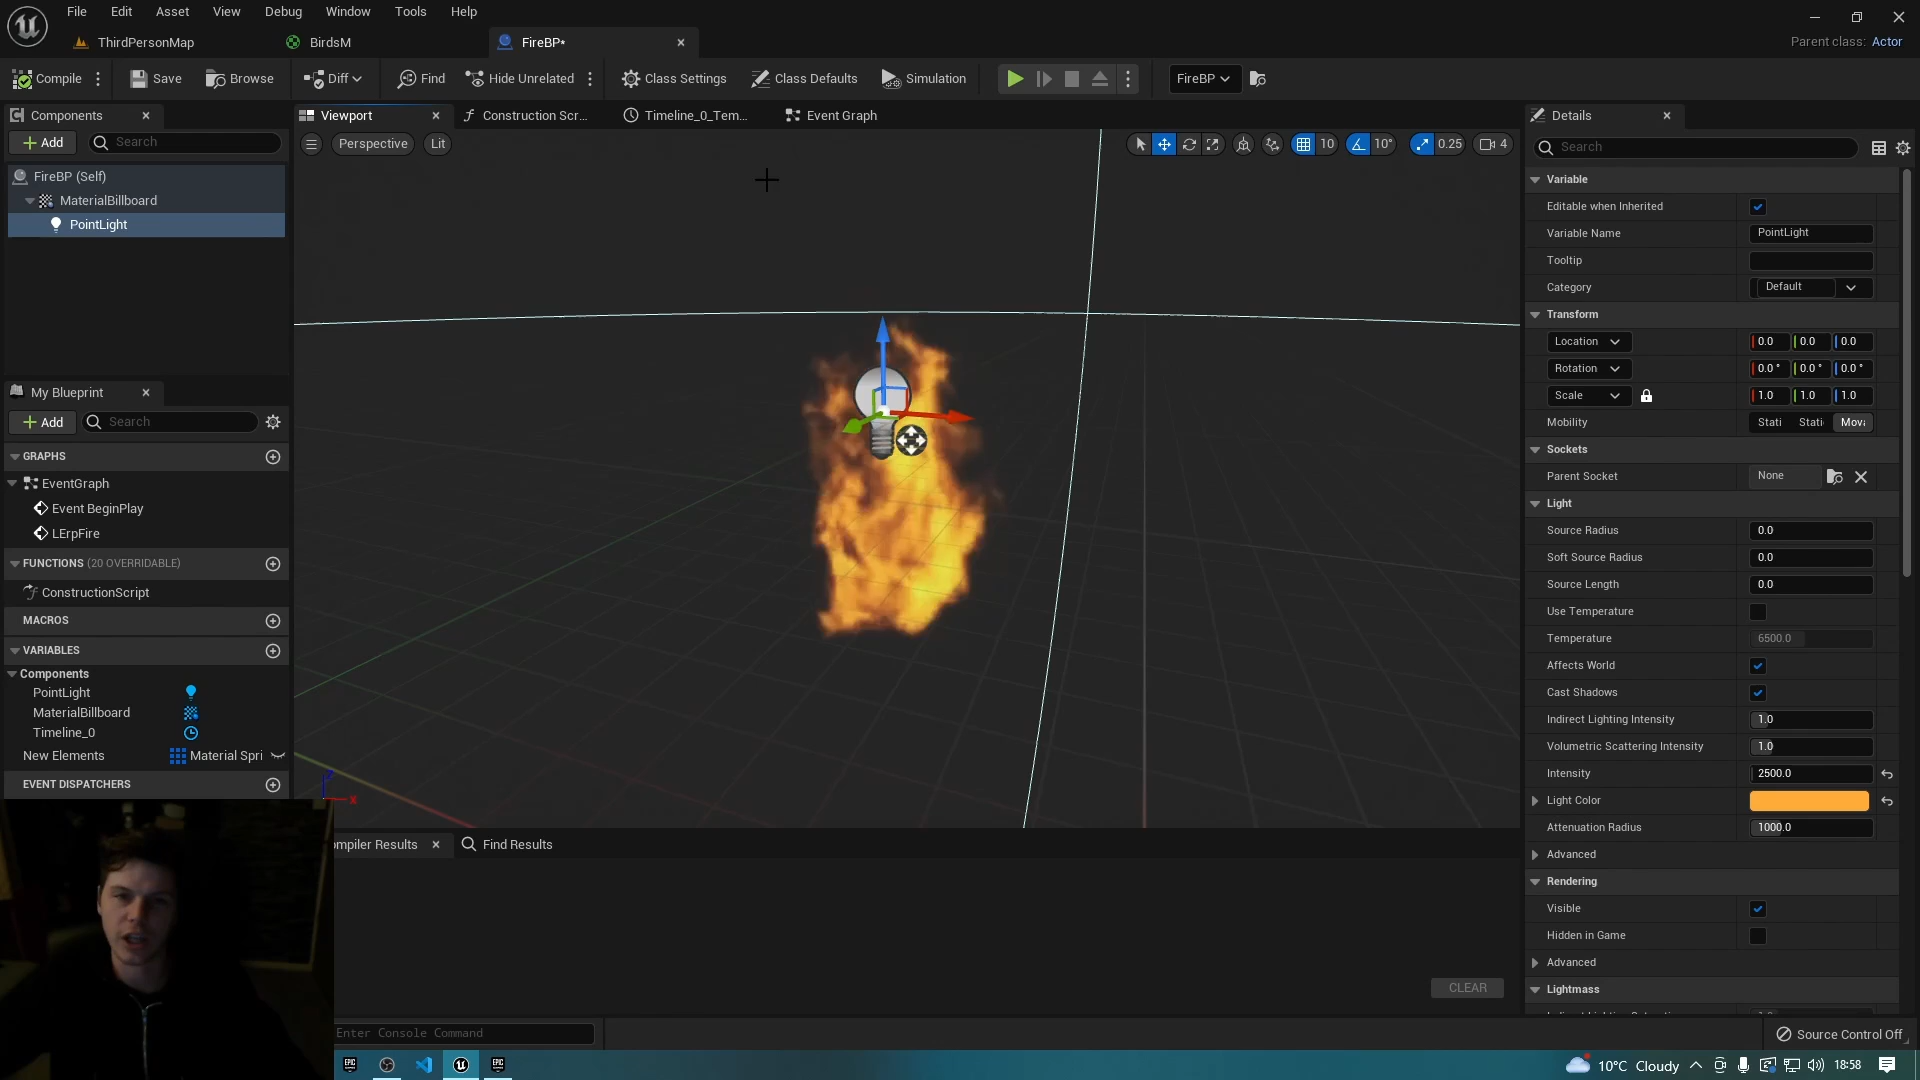 File Edit Asset View Debug Window Tools Help
ThirdPersonMap BirdsM FireBP*
Parent class: Actor
Compile Save Browse Diff Find Hide Unrelated Class Settings Class Defaults Simulation FireBP
Components
Add Search
FireBP (Self)
MaterialBillboard
PointLight
My Blueprint
Add Search
GRAPHS
EventGraph
Event BeginPlay
LErpFire
FUNCTIONS (20 OVERRIDABLE)
ConstructionScript
MACROS
VARIABLES
Components
PointLight
MaterialBillboard
Timeline_0
New Elements Material Spri
EVENT DISPATCHERS
Viewport Construction Scr... Timeline_0_Tem... Event Graph
Perspective Lit
10 10° 0.25 4
X
ompiler Results Find Results
CLEAR
Enter Console Command
Details
Search
Variable
Editable when Inherited
Variable Name PointLight
Tooltip
Category Default
Transform
Location 0.0 0.0 0.0
Rotation 0.0 ° 0.0 ° 0.0 °
Scale 1.0 1.0 1.0
Mobility Stati Stati Mova
Sockets
Parent Socket None
Light
Source Radius 0.0
Soft Source Radius 0.0
Source Length 0.0
Use Temperature
Temperature 6500.0
Affects World
Cast Shadows
Indirect Lighting Intensity 1.0
Volumetric Scattering Intensity 1.0
Intensity 2500.0
Light Color
Attenuation Radius 1000.0
Advanced
Rendering
Visible
Hidden in Game
Advanced
Lightmass
Source Control Off
EPIC EPIC
10°C Cloudy 18:58